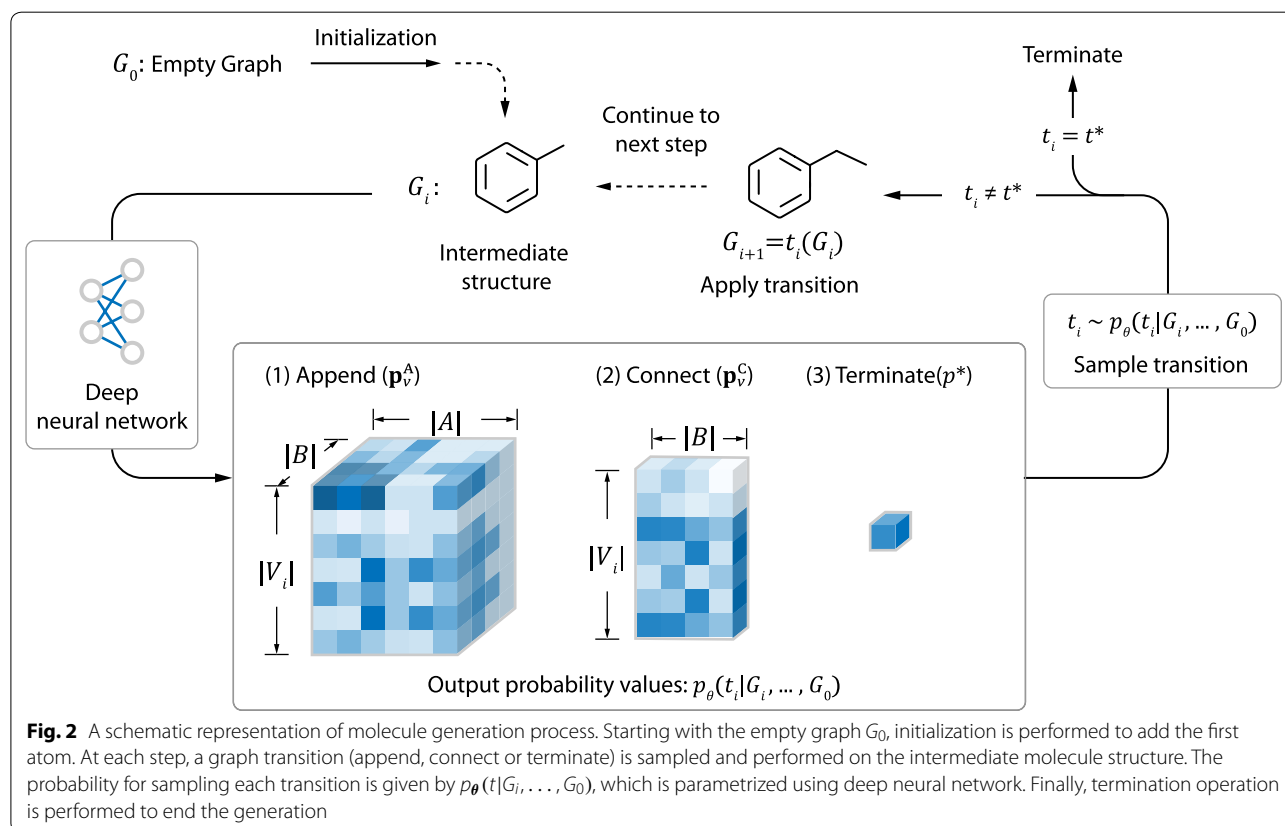 Initialization
G₀: Empty Graph
Terminate
tᵢ = t*
Continue to
next step
Gᵢ:
tᵢ ≠ t*
Intermediate
structure
Gᵢ₊₁=tᵢ(Gᵢ)
Apply transition
Deep
neural network
tᵢ ~ p_θ(tᵢ|Gᵢ, ... , G₀)
Sample transition
(1) Append (𝐩ᵥᴬ)
(2) Connect (𝐩ᵥꟲ)
(3) Terminate(p*)
|A|
|B|
|Vᵢ|
|B|
|Vᵢ|
Output probability values: p_θ(tᵢ|Gᵢ, ... , G₀)
Fig. 2 A schematic representation of molecule generation process. Starting with the empty graph G₀, initialization is performed to add the first
atom. At each step, a graph transition (append, connect or terminate) is sampled and performed on the intermediate molecule structure. The
probability for sampling each transition is given by p_θ(t|Gᵢ, . . . , G₀), which is parametrized using deep neural network. Finally, termination operation
is performed to end the generation